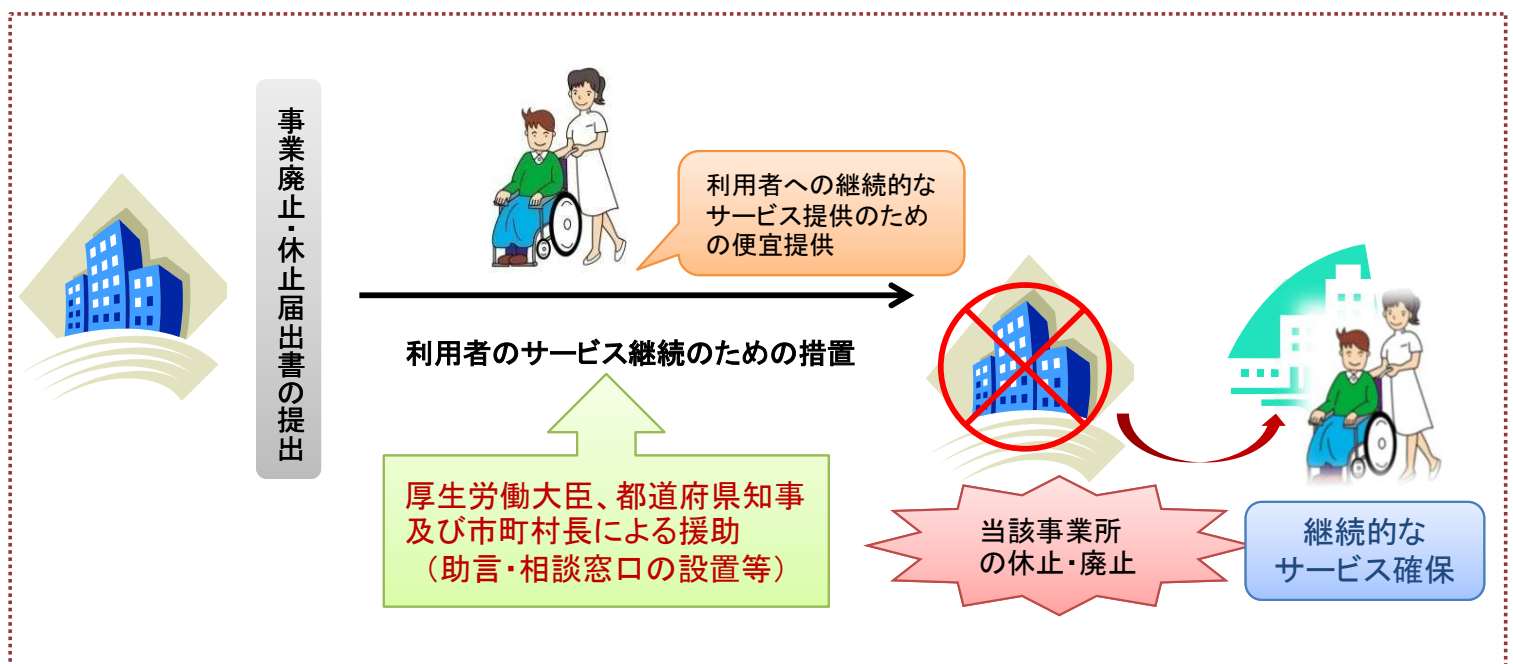 事業廃止・休止届出書の提出
利用者への継続的な
サービス提供のため
の便宜提供
利用者のサービス継続のための措置
厚生労働大臣、都道府県知事
及び市町村長による援助
（助言・相談窓口の設置等）
当該事業所
の休止・廃止
継続的な
サービス確保